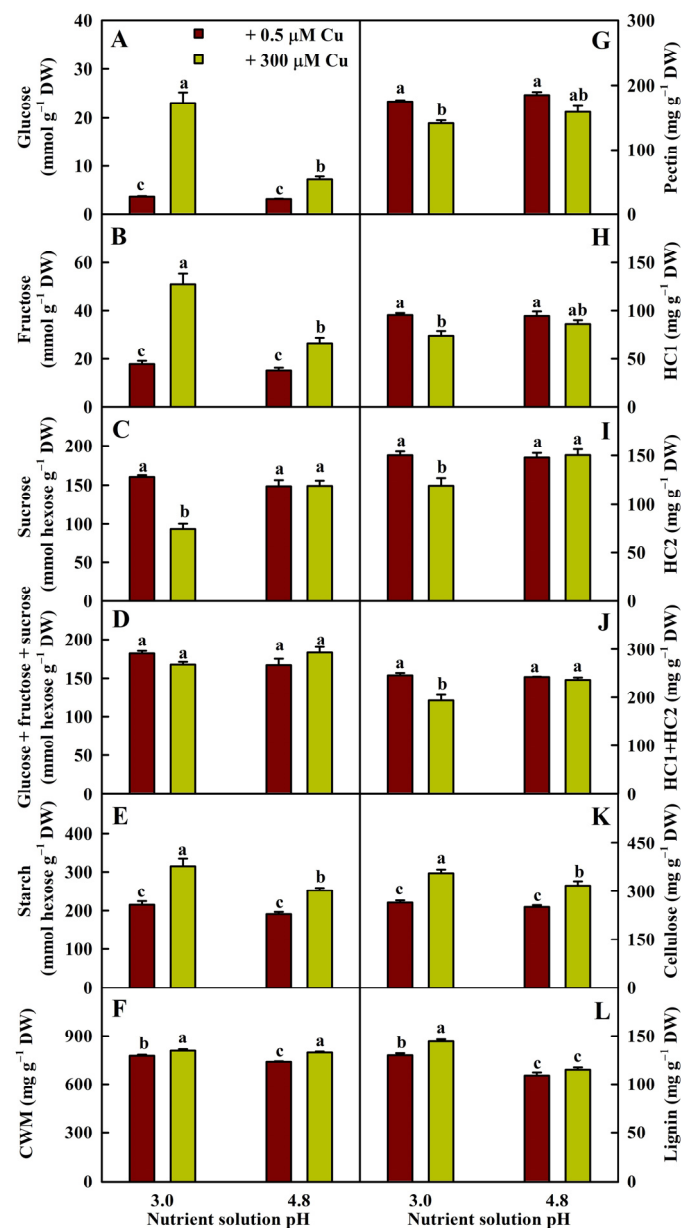 A
+ 0.5 μM Cu
+ 300 μM Cu
Glucose
(mmol g⁻¹ DW)
40
30
20
10
0
c
a
c
b
G
Pectin (mg g⁻¹ DW)
300
200
100
0
a
b
a
ab
B
Fructose
(mmol g⁻¹ DW)
60
40
20
0
c
a
c
b
H
HC1 (mg g⁻¹ DW)
150
100
50
0
a
b
a
ab
C
Sucrose
(mmol hexose g⁻¹ DW)
200
150
100
50
0
a
b
a
a
I
HC2 (mg g⁻¹ DW)
150
100
50
0
a
b
a
a
D
Glucose + fructose + sucrose
(mmol hexose g⁻¹ DW)
200
150
100
50
0
a
a
a
a
J
HC1+HC2 (mg g⁻¹ DW)
300
200
100
0
a
b
a
a
E
Starch
(mmol hexose g⁻¹ DW)
400
300
200
100
0
c
a
c
b
K
Cellulose (mg g⁻¹ DW)
450
300
150
0
c
a
c
b
F
CWM (mg g⁻¹ DW)
900
600
300
0
b
a
c
a
L
Lignin (mg g⁻¹ DW)
150
100
50
0
b
a
c
c
3.0 4.8 3.0 4.8
Nutrient solution pH Nutrient solution pH